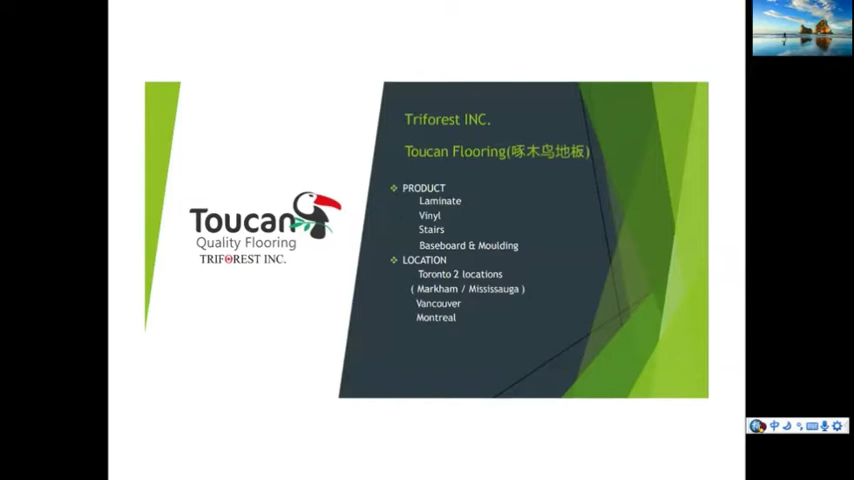 Triforest INC.
Toucan Flooring(啄木鸟地板)
PRODUCT
Laminate
Vinyl
Stairs
Baseboard & Moulding
LOCATION
Toronto 2 locations
( Markham / Mississauga )
Vancouver
Montreal
Toucan
Quality Flooring
TRIFOREST INC.
中